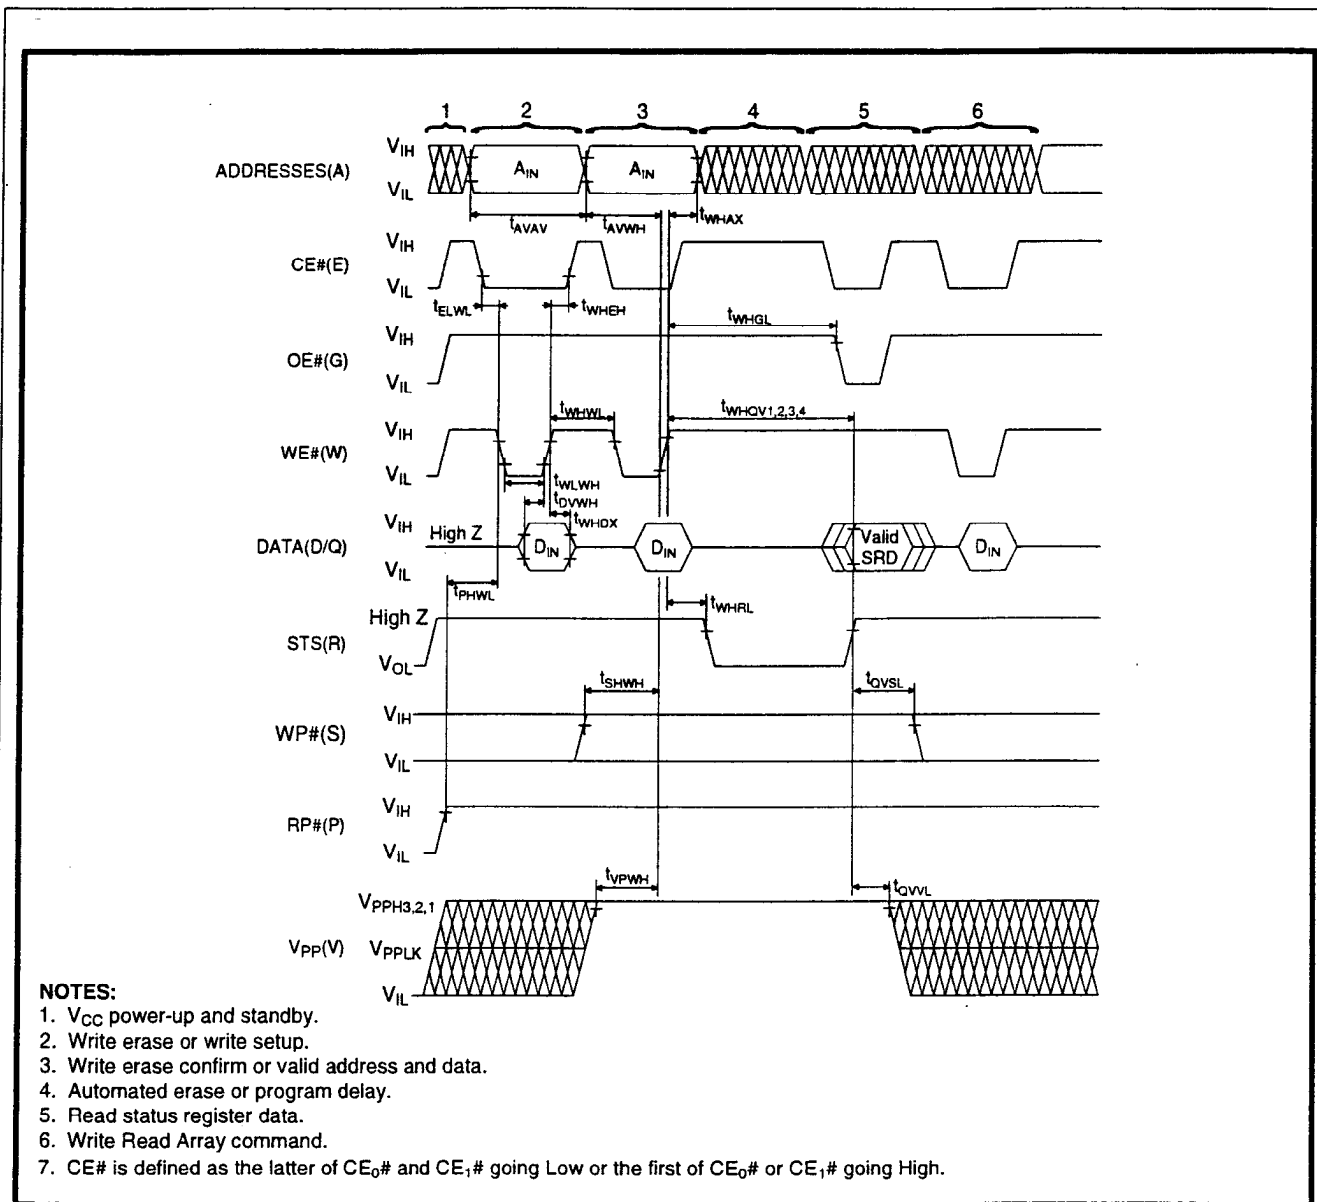 1 2 3 4 5 6
ADDRESSES(A) VIH VIL AIN AIN
tAVAV tAVWH tWHAX
CE#(E) VIH VIL
tELWL tWHEH tWHGL
OE#(G) VIH VIL
tWHWL tWHQV1,2,3,4
WE#(W) VIH VIL
tWLWH
tDVWH
tWHDX
DATA(D/Q) VIH VIL High Z DIN DIN Valid SRD DIN
tPHWL tWHRL
STS(R) High Z VOL
tSHWH tQVSL
WP#(S) VIH VIL
RP#(P) VIH VIL
tVPWH tQVVL
VPP(V) VPPH3,2,1 VPPLK VIL
NOTES:
1. VCC power-up and standby.
2. Write erase or write setup.
3. Write erase confirm or valid address and data.
4. Automated erase or program delay.
5. Read status register data.
6. Write Read Array command.
7. CE# is defined as the latter of CE0# and CE1# going Low or the first of CE0# or CE1# going High.